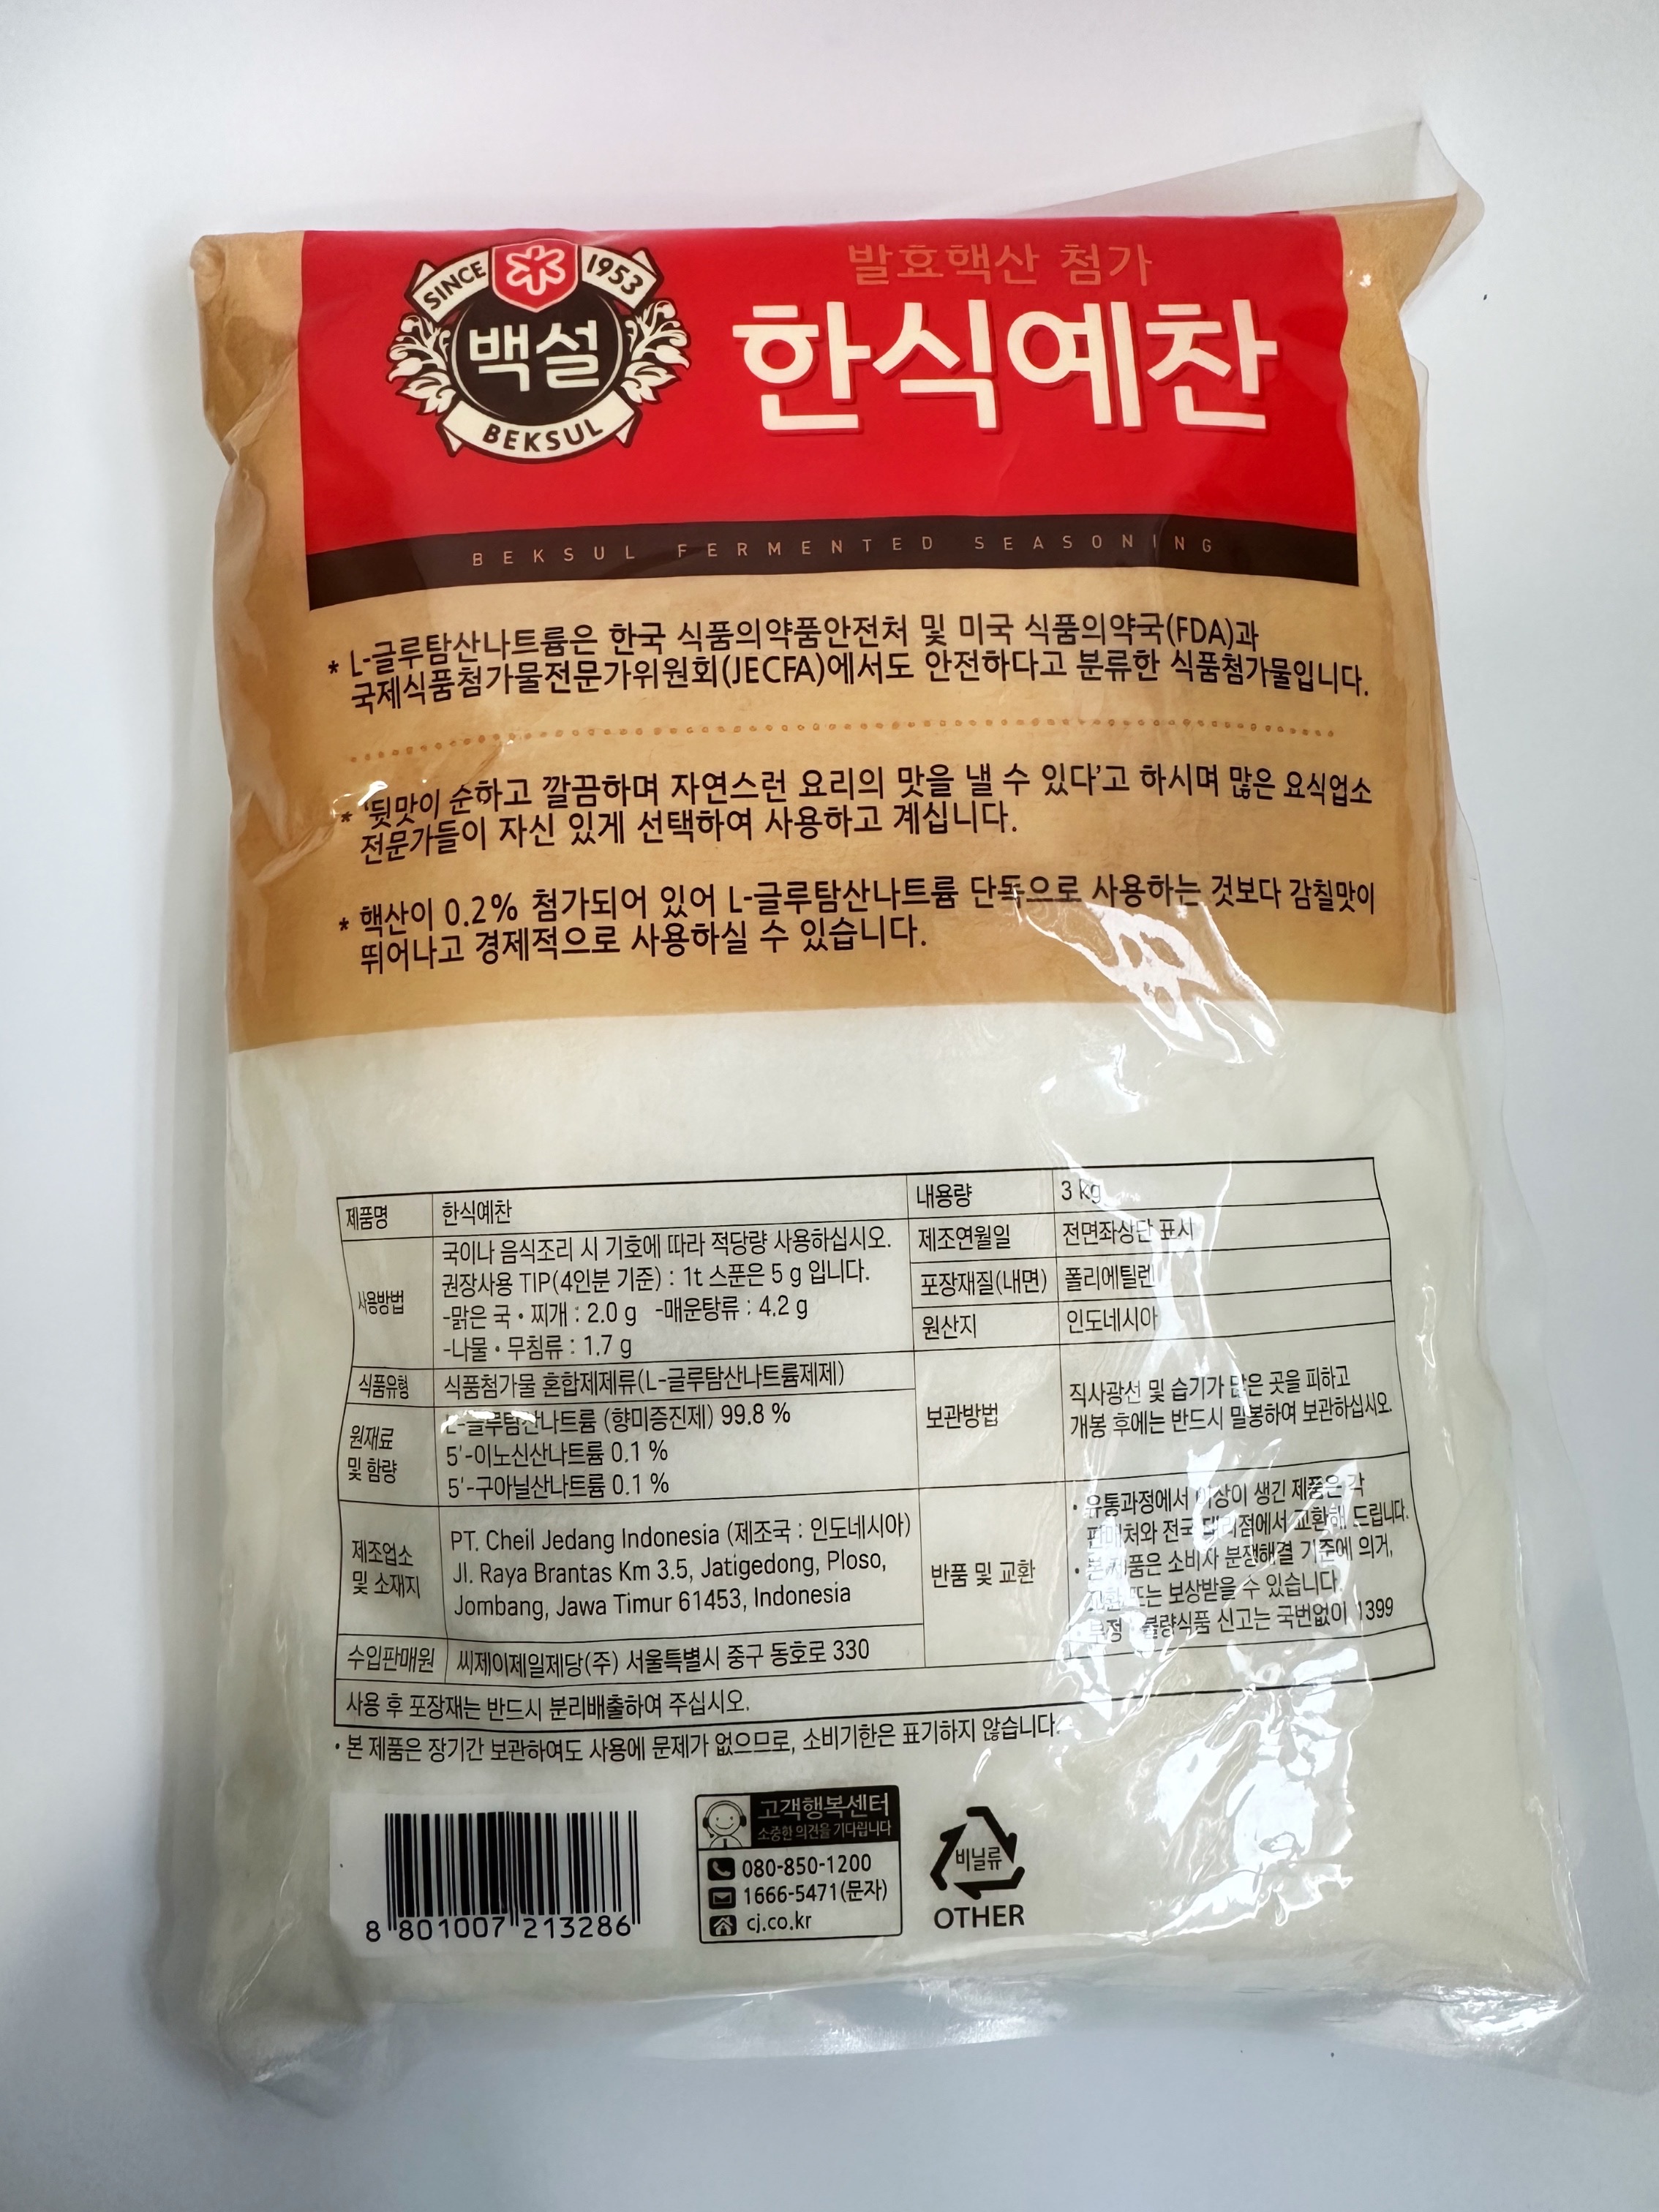 SINCE 1953
백설
BEKSUL
발효핵산 첨가
한식예찬
BEKSUL FERMENTED SEASONING
* L-글루탐산나트륨은 한국 식품의약품안전처 및 미국 식품의약국(FDA)과
국제식품첨가물전문가위원회(JECFA)에서도 안전하다고 분류한 식품첨가물입니다.
* '뒷맛이 순하고 깔끔하며 자연스런 요리의 맛을 낼 수 있다'고 하시며 많은 요식업소
전문가들이 자신 있게 선택하여 사용하고 계십니다.
* 핵산이 0.2% 첨가되어 있어 L-글루탐산나트륨 단독으로 사용하는 것보다 감칠맛이
뛰어나고 경제적으로 사용하실 수 있습니다.
제품명 한식예찬
사용방법
국이나 음식조리 시 기호에 따라 적당량 사용하십시오.
권장사용 TIP(4인분 기준) : 1t 스푼은 5 g 입니다.
-맑은 국 • 찌개 : 2.0 g -매운탕류 : 4.2 g
-나물 • 무침류 : 1.7 g
식품유형 식품첨가물 혼합제제류(L-글루탐산나트륨제제)
원재료
및 함량
L-글루탐산나트륨 (향미증진제) 99.8 %
5'-이노신산나트륨 0.1 %
5'-구아닐산나트륨 0.1 %
제조업소
및 소재지
PT. Cheil Jedang Indonesia (제조국 : 인도네시아)
Jl. Raya Brantas Km 3.5, Jatigedong, Ploso,
Jombang, Jawa Timur 61453, Indonesia
수입판매원 씨제이제일제당(주) 서울특별시 중구 동호로 330
내용량 3 kg
제조연월일 전면좌상단 표시
포장재질(내면) 폴리에틸렌
원산지 인도네시아
보관방법
직사광선 및 습기가 많은 곳을 피하고
개봉 후에는 반드시 밀봉하여 보관하십시오.
반품 및 교환
• 유통과정에서 이상이 생긴 제품은 각
판매처와 전국 대리점에서 교환해 드립니다.
• 본 제품은 소비자 분쟁해결 기준에 의거,
교환 또는 보상받을 수 있습니다.
부정 • 불량식품 신고는 국번없이 1399
사용 후 포장재는 반드시 분리배출하여 주십시오.
• 본 제품은 장기간 보관하여도 사용에 문제가 없으므로, 소비기한은 표기하지 않습니다.
8 801007 213286
고객행복센터
소중한 의견을 기다립니다
080-850-1200
1666-5471(문자)
cj.co.kr
비닐류
OTHER